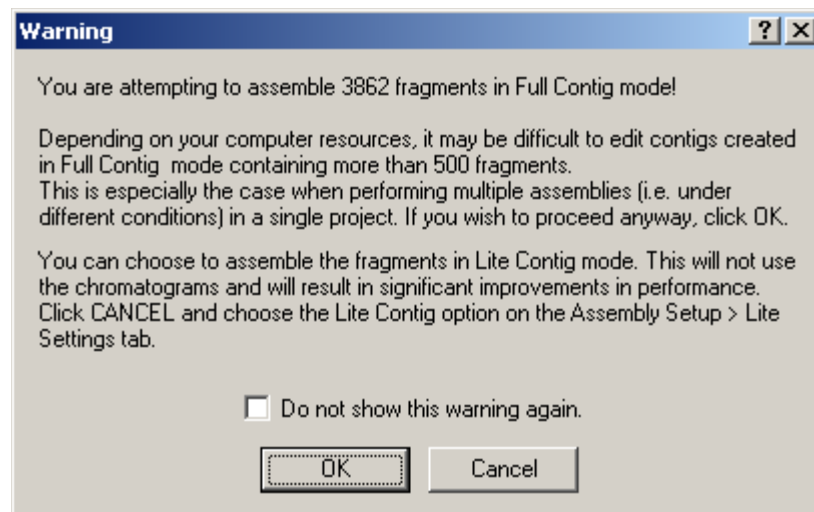 Warning
You are attempting to assemble 3862 fragments in Full Contig mode!
Depending on your computer resources, it may be difficult to edit contigs created
in Full Contig  mode containing more than 500 fragments.
This is especially the case when performing multiple assemblies (i.e. under
different conditions) in a single project. If you wish to proceed anyway, click OK.
You can choose to assemble the fragments in Lite Contig mode. This will not use
the chromatograms and will result in significant improvements in performance.
Click CANCEL and choose the Lite Contig option on the Assembly Setup > Lite
Settings tab.
Do not show this warning again.
OK Cancel